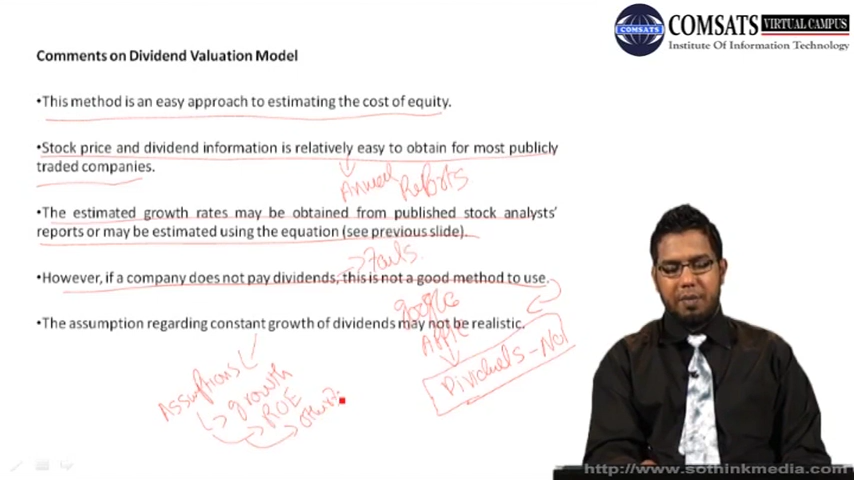 COMSATS VIRTUAL CAMPUS
COMSATS
Institute Of Information Technology
Comments on Dividend Valuation Model
•This method is an easy approach to estimating the cost of equity.
•Stock price and dividend information is relatively easy to obtain for most publicly
traded companies.
Annual Reports
•The estimated growth rates may be obtained from published stock analysts’
reports or may be estimated using the equation (see previous slide).
Fails.
•However, if a company does not pay dividends, this is not a good method to use.
google
•The assumption regarding constant growth of dividends may not be realistic.
Apple
Dividends - Not
Assumptions
growth
ROE
http://www.sothinkmedia.com